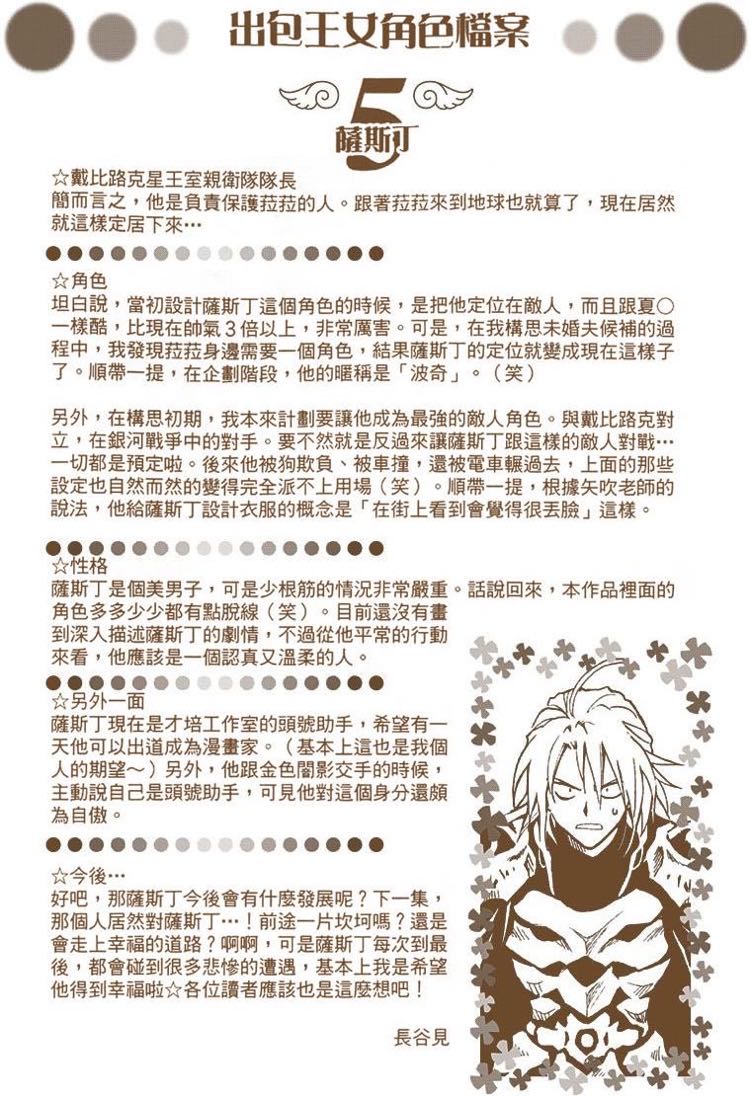 出包王女角色檔案
5
薩斯丁
☆戴比路克星王室親衛隊隊長
簡而言之，他是負責保護菈菈的人。跟著菈菈來到地球也就算了，現在居然
就這樣定居下來⋯
☆角色
坦白說，當初設計薩斯丁這個角色的時候，是把他定位在敵人，而且跟夏○
一樣酷，比現在帥氣３倍以上，非常厲害。可是，在我構思未婚夫候補的過
程中，我發現菈菈身邊需要一個角色，結果薩斯丁的定位就變成現在這樣子
了。順帶一提，在企劃階段，他的暱稱是「波奇」。（笑）
另外，在構思初期，我本來計劃要讓他成為最強的敵人角色。與戴比路克對
立，在銀河戰爭中的對手。要不然就是反過來讓薩斯丁跟這樣的敵人對戰⋯
一切都是預定啦。後來他被狗欺負、被車撞，還被電車輾過去，上面的那些
設定也自然而然的變得完全派不上用場（笑）。順帶一提，根據矢吹老師的
說法，他給薩斯丁設計衣服的概念是「在街上看到會覺得很丟臉」這樣。
☆性格
薩斯丁是個美男子，可是少根筋的情況非常嚴重。話說回來，本作品裡面的
角色多多少少都有點脫線（笑）。目前還沒有畫
到深入描述薩斯丁的劇情，不過從他平常的行動
來看，他應該是一個認真又溫柔的人。
☆另外一面
薩斯丁現在是才培工作室的頭號助手，希望有一
天他可以出道成為漫畫家。（基本上這也是我個
人的期望～）另外，他跟金色闇影交手的時候，
主動說自己是頭號助手，可見他對這個身分還頗
為自傲。
☆今後⋯
好吧，那薩斯丁今後會有什麼發展呢？下一集，
那個人居然對薩斯丁⋯！前途一片坎坷嗎？還是
會走上幸福的道路？啊啊，可是薩斯丁每次到最
後，都會碰到很多悲慘的遭遇，基本上我是希望
他得到幸福啦☆各位讀者應該也是這麼想吧！
長谷見